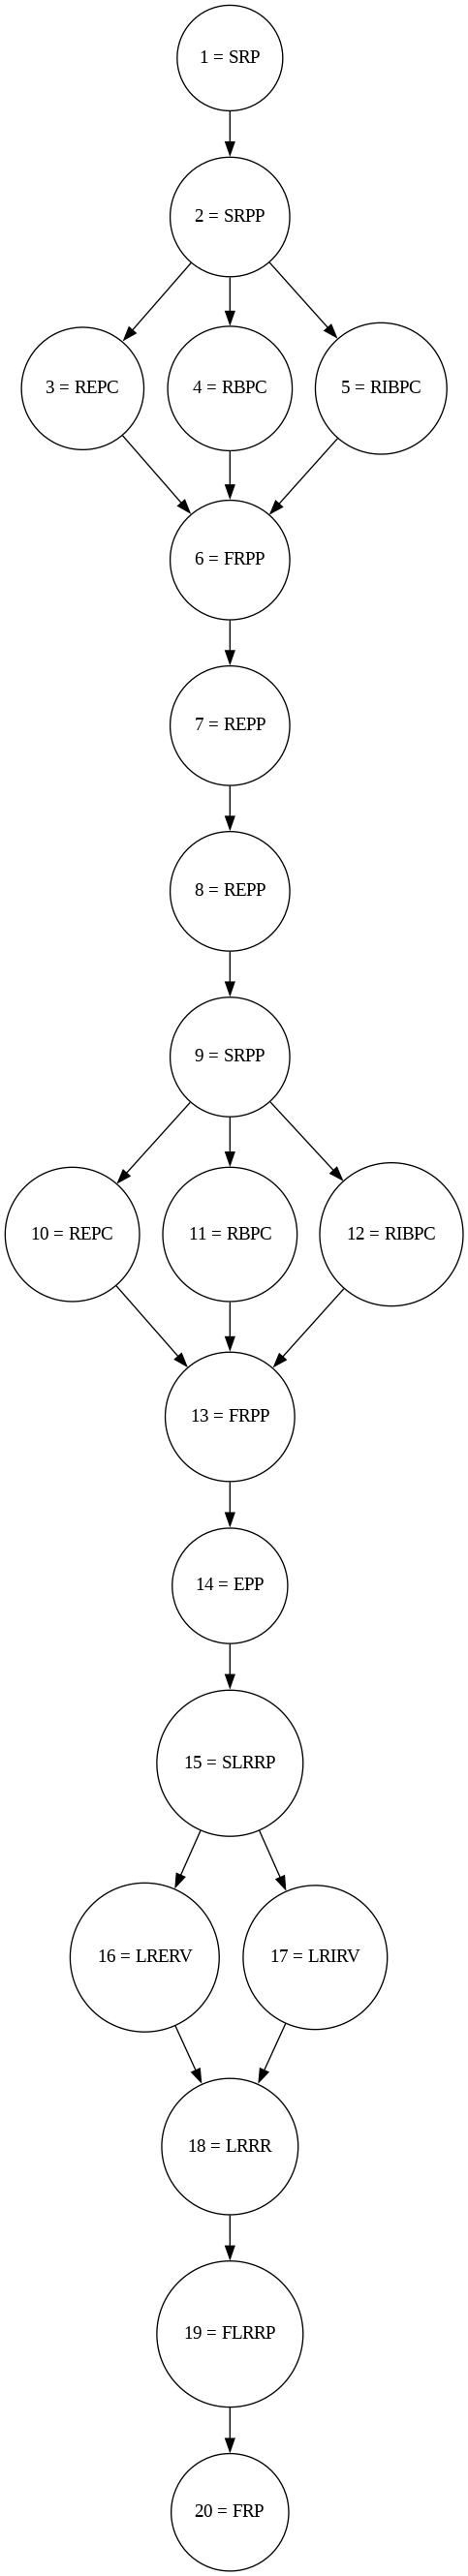 1 = SRP
2 = SRPP
3 = REPC
4 = RBPC
5 = RIBPC
6 = FRPP
7 = REPP
8 = REPP
9 = SRPP
10 = REPC
11 = RBPC
12 = RIBPC
13 = FRPP
14 = EPP
15 = SLRRP
16 = LRERV
17 = LRIRV
18 = LRRR
19 = FLRRP
20 = FRP